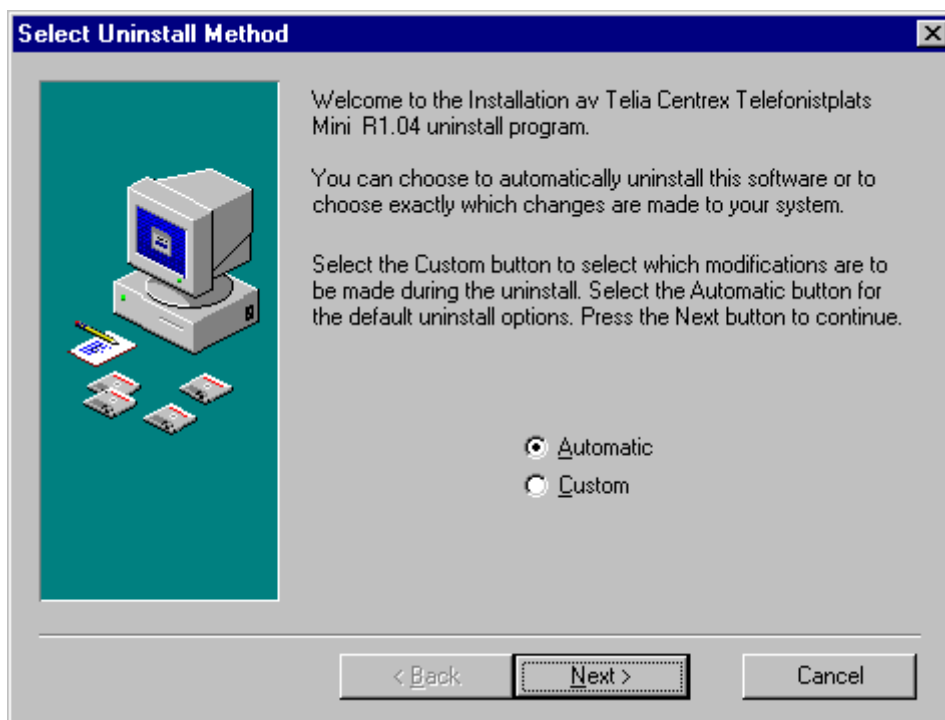 Select Uninstall Method
Welcome to the Installation av Telia Centrex Telefonistplats
Mini  R1.04 uninstall program.
You can choose to automatically uninstall this software or to
choose exactly which changes are made to your system.
Select the Custom button to select which modifications are to
be made during the uninstall. Select the Automatic button for
the default uninstall options. Press the Next button to continue.
Automatic
Custom
< Back
Next >
Cancel